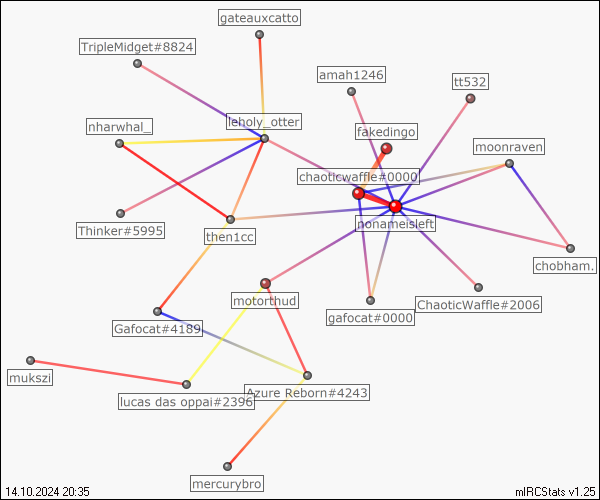 gateauxcatto
TripleMidget#8824
amah1246
tt532
nharwhal_
leholy_otter
fakedingo
moonraven
chaoticwaffle#0000
nonameisleft
Thinker#5995
then1cc
chobham.
motorthud
ChaoticWaffle#2006
gafocat#0000
Gafocat#4189
mukszi
Azure Reborn#4243
lucas das oppai#2396
mercurybro
14.10.2024 20:35
mIRCStats v1.25